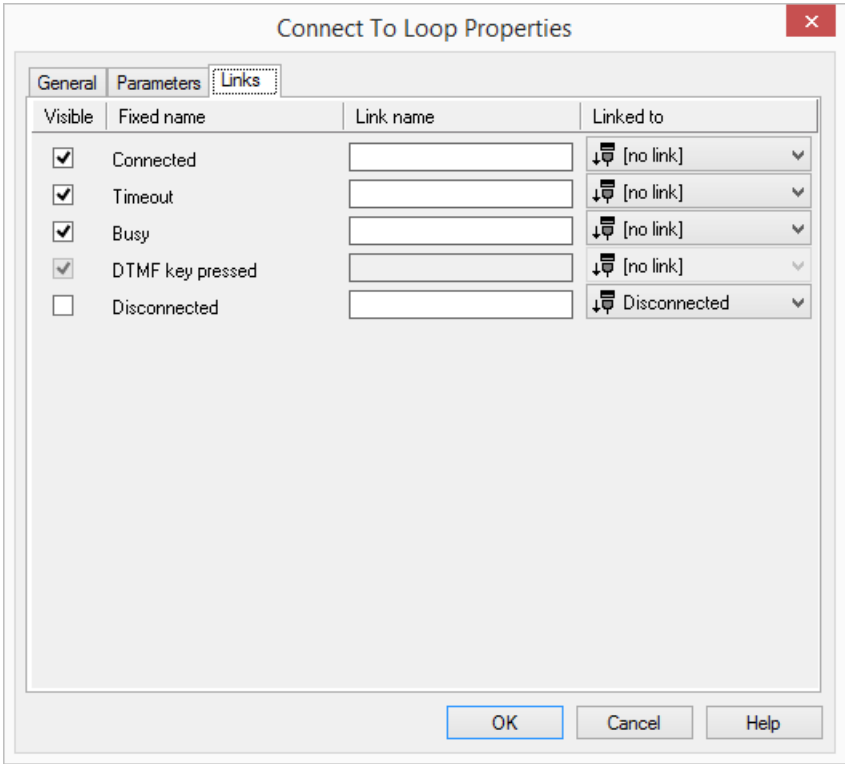 Connect To Loop Properties
General Parameters Links
Visible Fixed name Link name Linked to
Connected [no link]
Timeout [no link]
Busy [no link]
DTMF key pressed [no link]
Disconnected Disconnected
OK Cancel Help